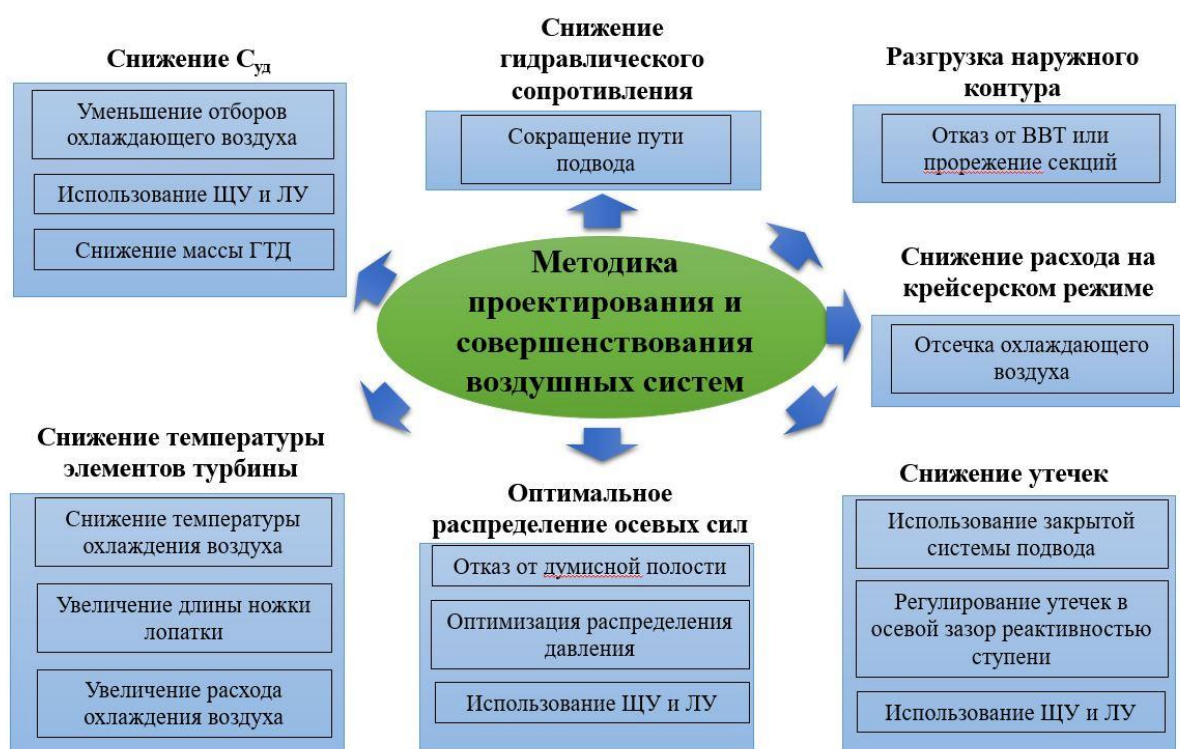 Снижение Суд
Уменьшение отборов
охлаждающего воздуха
Использование ЩУ и ЛУ
Снижение массы ГТД
Снижение
гидравлического
сопротивления
Сокращение пути
подвода
Разгрузка наружного
контура
Отказ от ВВТ или
прорежение секций
Методика
проектирования и
совершенствования
воздушных систем
Снижение расхода на
крейсерском режиме
Отсечка охлаждающего
воздуха
Снижение температуры
элементов турбины
Снижение температуры
охлаждения воздуха
Увеличение длины ножки
лопатки
Увеличение расхода
охлаждения воздуха
Оптимальное
распределение осевых сил
Отказ от думисной полости
Оптимизация распределения
давления
Использование ЩУ и ЛУ
Снижение утечек
Использование закрытой
системы подвода
Регулирование утечек в
осевой зазор реактивностью
ступени
Использование ЩУ и ЛУ